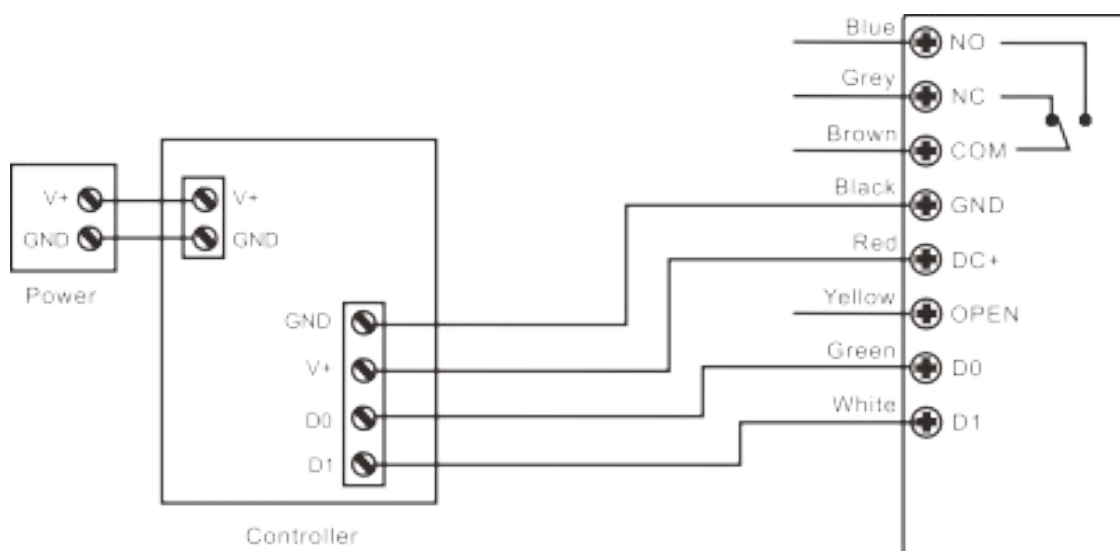 Blue
NO
Grey
NC
Brown
COM
Black
GND
Red
DC+
Yellow
OPEN
Green
D0
White
D1
V+
GND
Power
V+
GND
GND
V+
D0
D1
Controller